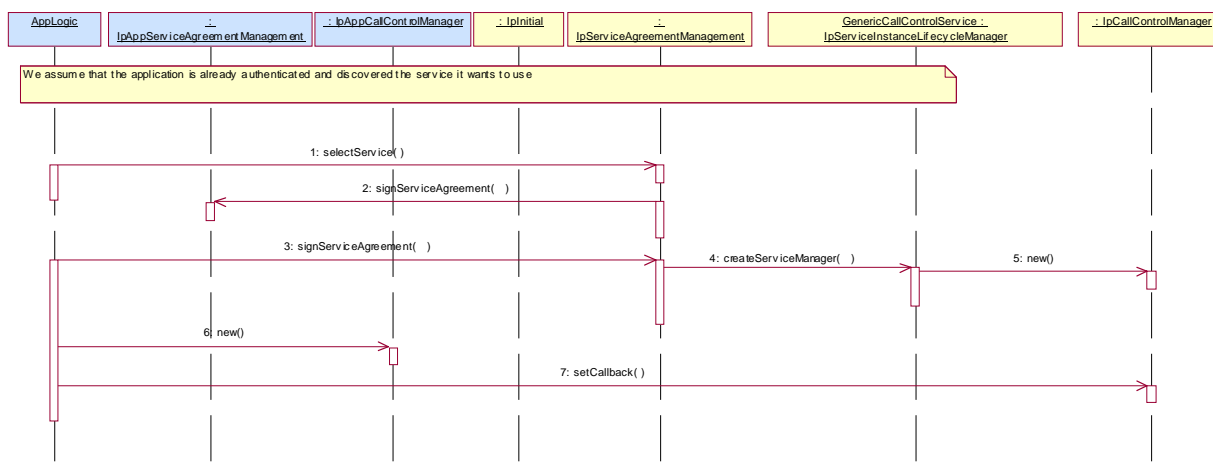 AppLogic
:
IpAppServiceAgreementManagement
: IpAppCallControlManager
: IpInitial
:
IpServiceAgreementManagement
GenericCallControlService :
IpServiceInstanceLifecycleManager
: IpCallControlManager
We assume that the application is already authenticated and discovered the service it wants to use
1: selectService( )
2: signServiceAgreement( )
3: signServiceAgreement( )
4: createServiceManager( )
5: new()
6: new()
7: setCallback( )